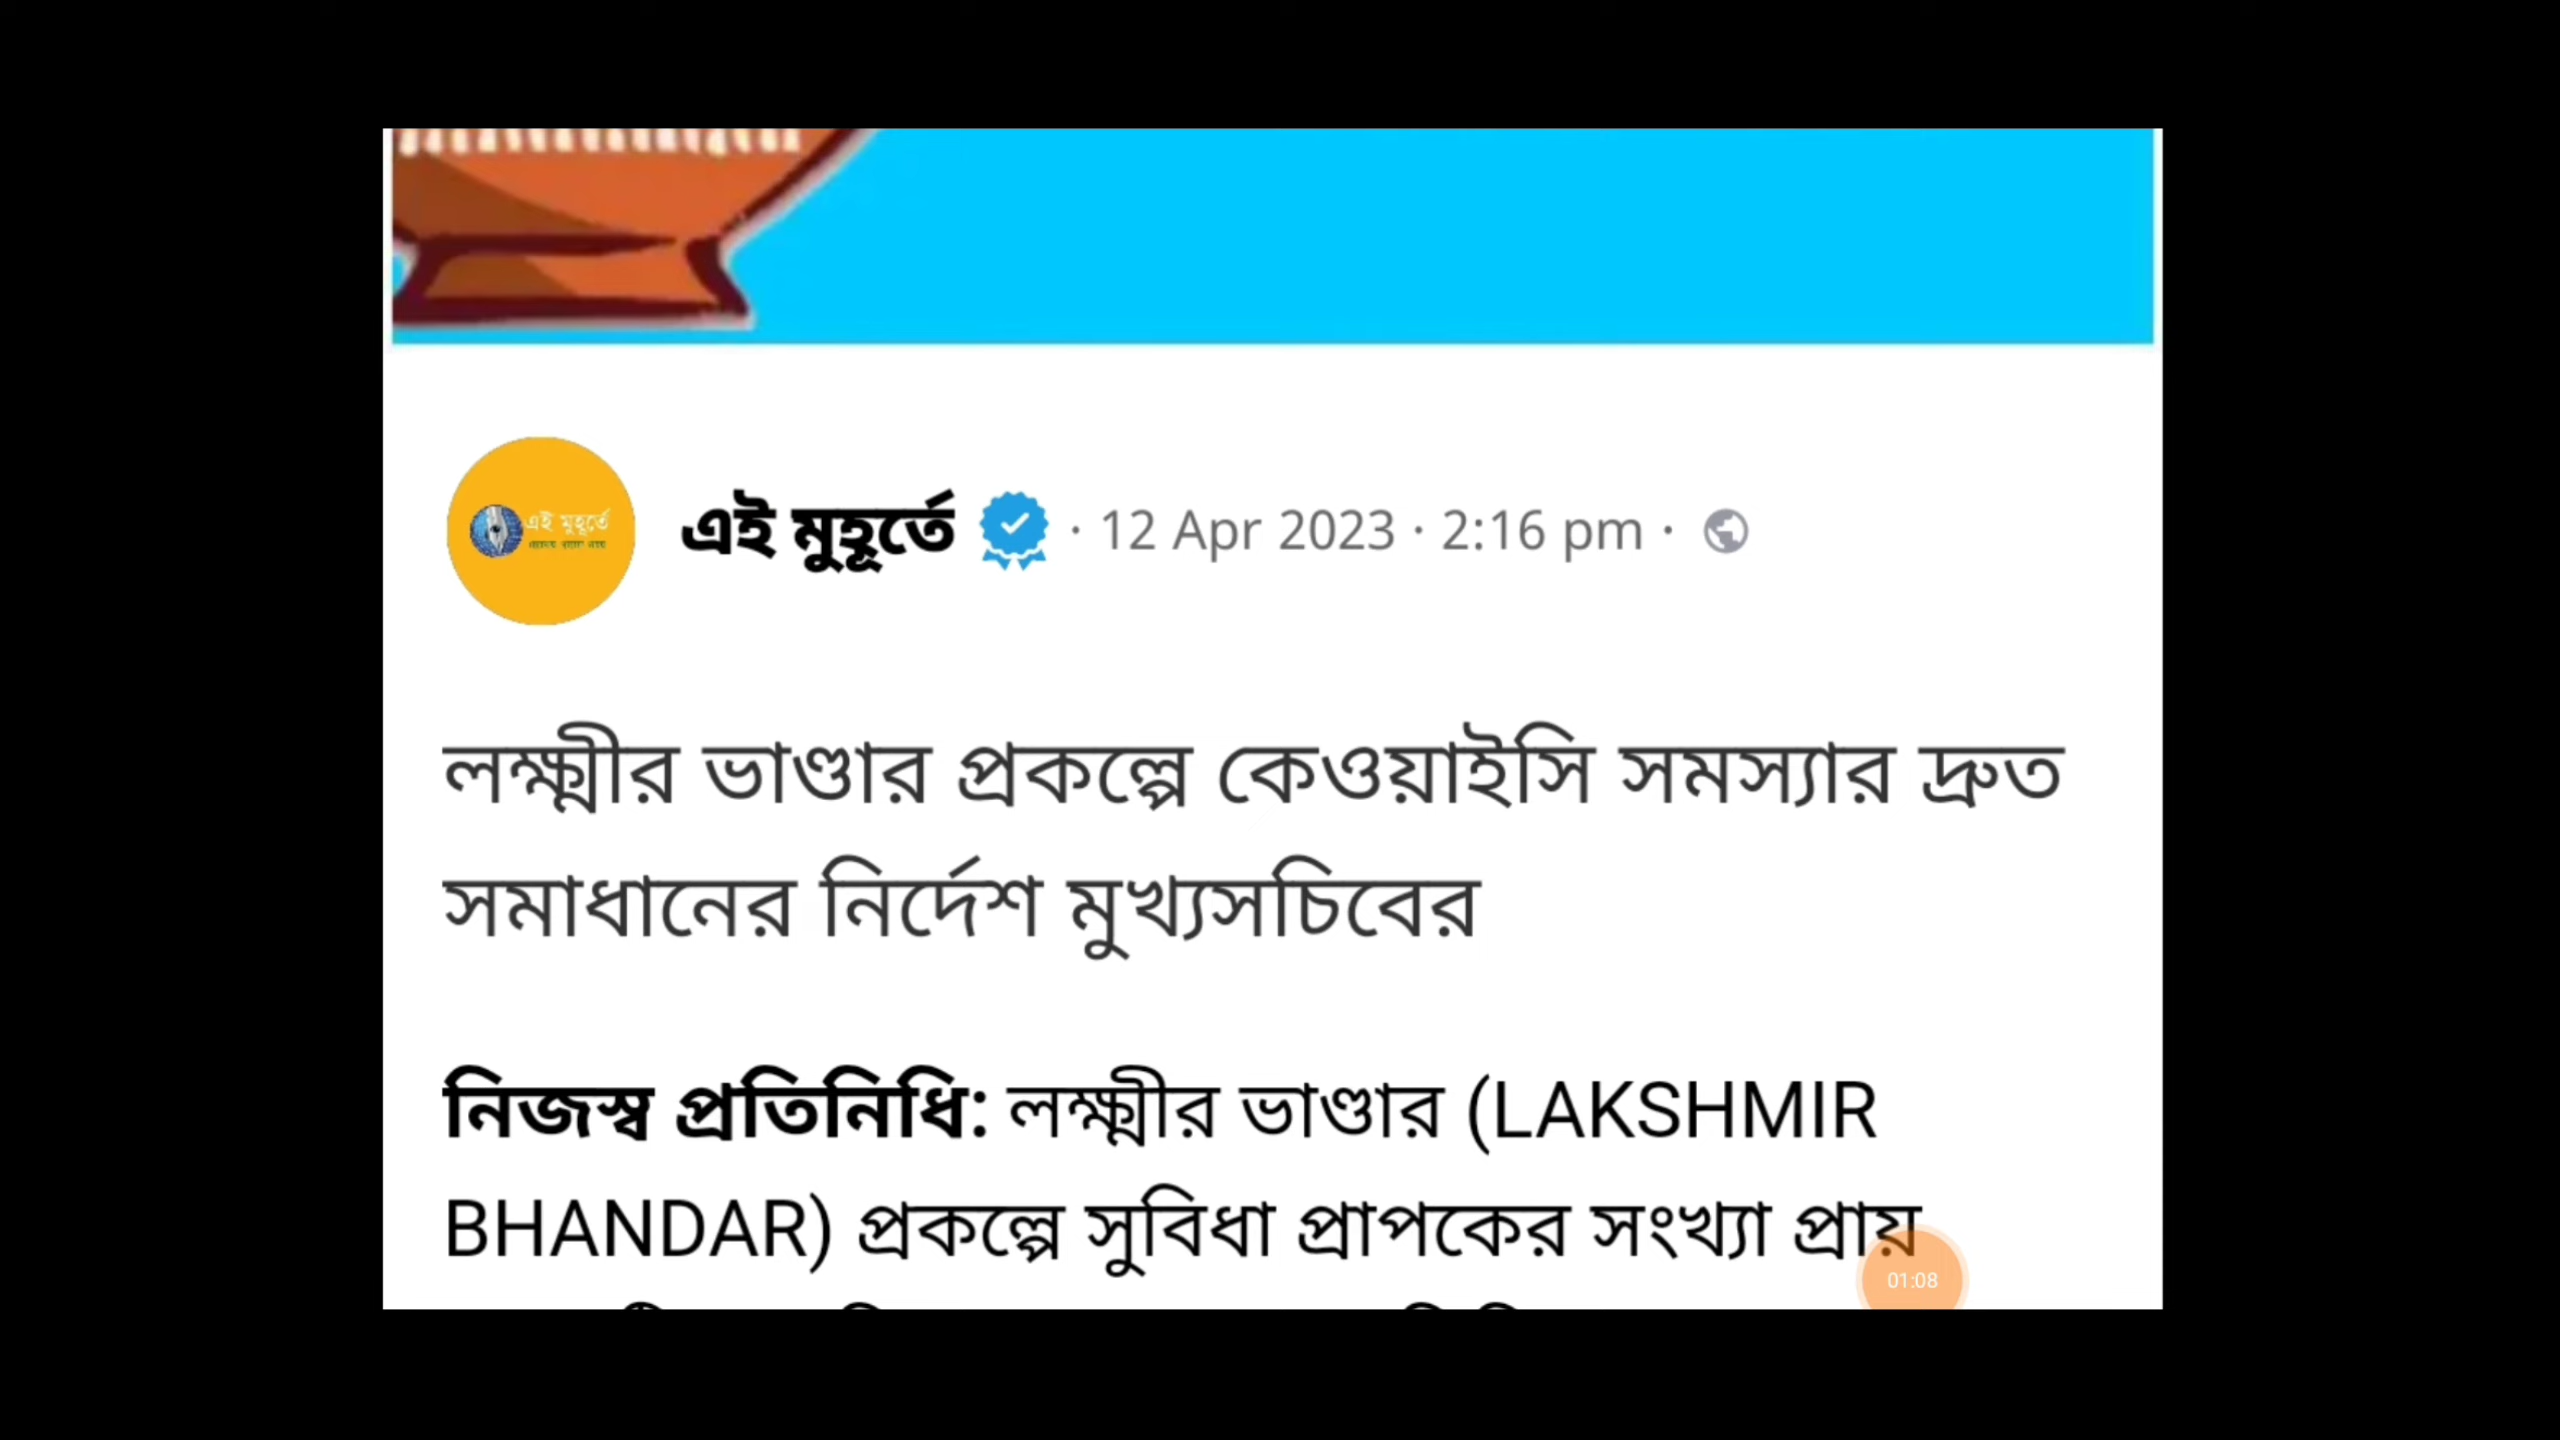 এই মুহূর্তে
এই মুহূর্তে · 12 Apr 2023 · 2:16 pm ·
লক্ষ্মীর ভাণ্ডার প্রকল্পে কেওয়াইসি সমস্যার দ্রুত
সমাধানের নির্দেশ মুখ্যসচিবের
নিজস্ব প্রতিনিধি: লক্ষ্মীর ভাণ্ডার (LAKSHMIR
BHANDAR) প্রকল্পে সুবিধা প্রাপকের সংখ্যা প্রায়
01:08